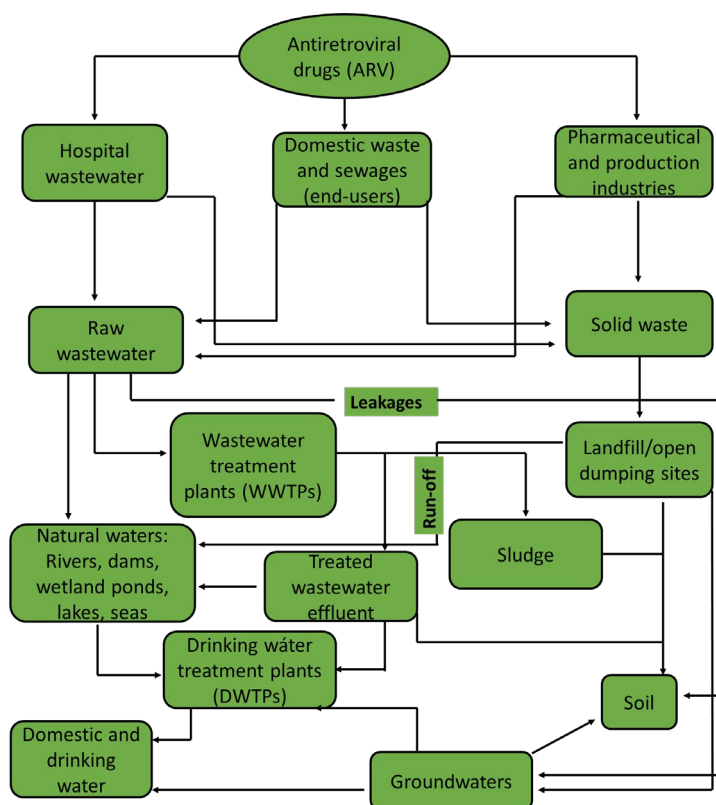 Antiretroviral
drugs (ARV)
Hospital
wastewater
Domestic waste
and sewages
(end-users)
Pharmaceutical
and production
industries
Raw
wastewater
Solid waste
Leakages
Wastewater
treatment
plants (WWTPs)
Run-off
Landfill/open
dumping sites
Natural waters:
Rivers, dams,
wetland ponds,
lakes, seas
Treated
wastewater
effluent
Sludge
Drinking wáter
treatment plants
(DWTPs)
Soil
Domestic and
drinking
water
Groundwaters